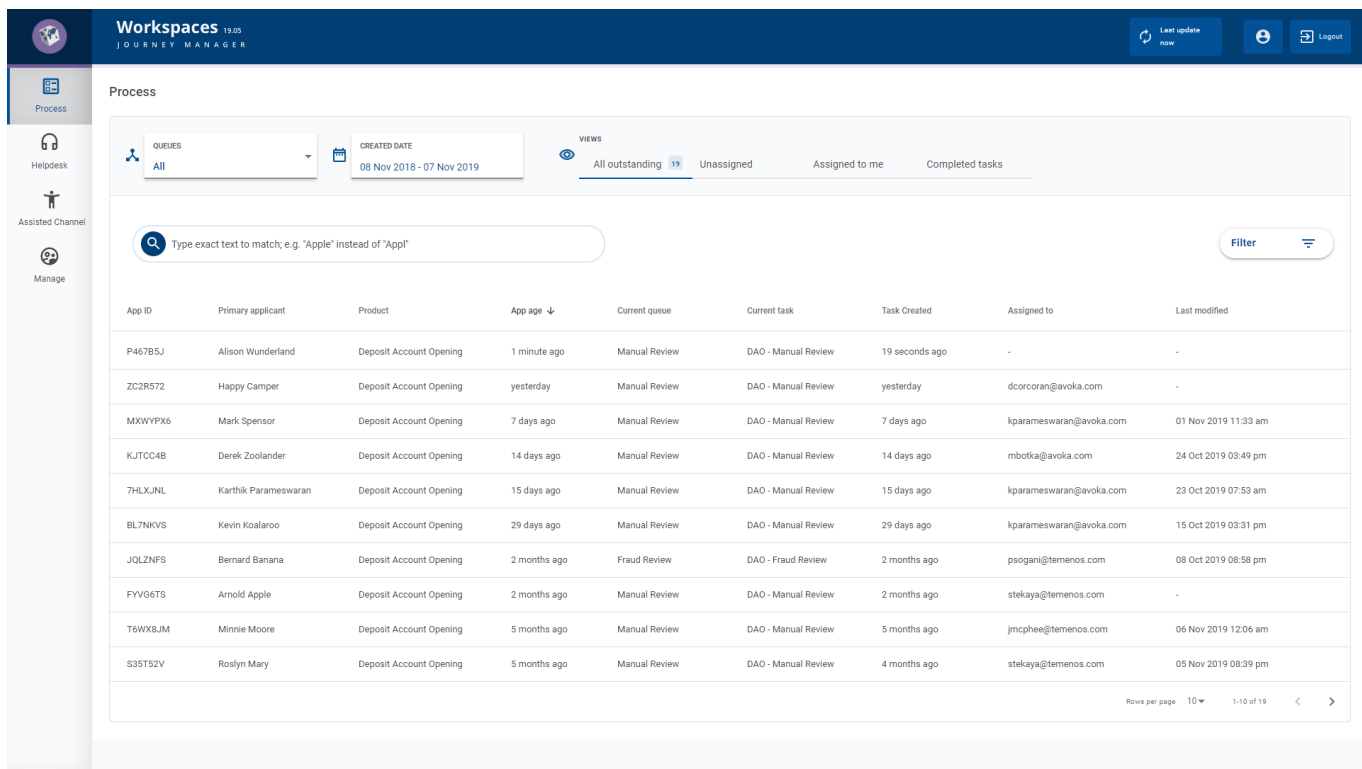 Workspaces 19.05
JOURNEY MANAGER
Last update
now
Logout
Process
Helpdesk
Assisted Channel
Manage
Process
QUEUES
All
CREATED DATE
08 Nov 2018 - 07 Nov 2019
VIEWS
All outstanding 19 Unassigned Assigned to me Completed tasks
Type exact text to match; e.g. "Apple" instead of "Appl"
Filter
App ID Primary applicant Product App age Current queue Current task Task Created Assigned to Last modified
P467B5J Alison Wunderland Deposit Account Opening 1 minute ago Manual Review DAO - Manual Review 19 seconds ago - -
ZC2R572 Happy Camper Deposit Account Opening yesterday Manual Review DAO - Manual Review yesterday dcorcoran@avoka.com -
MXWYPX6 Mark Spensor Deposit Account Opening 7 days ago Manual Review DAO - Manual Review 7 days ago kparameswaran@avoka.com 01 Nov 2019 11:33 am
KJTCC4B Derek Zoolander Deposit Account Opening 14 days ago Manual Review DAO - Manual Review 14 days ago mbotka@avoka.com 24 Oct 2019 03:49 pm
7HLXJNL Karthik Parameswaran Deposit Account Opening 15 days ago Manual Review DAO - Manual Review 15 days ago kparameswaran@avoka.com 23 Oct 2019 07:53 am
BL7NKVS Kevin Koalaroo Deposit Account Opening 29 days ago Manual Review DAO - Manual Review 29 days ago kparameswaran@avoka.com 15 Oct 2019 03:31 pm
JQLZNFS Bernard Banana Deposit Account Opening 2 months ago Fraud Review DAO - Fraud Review 2 months ago psogani@temenos.com 08 Oct 2019 08:58 pm
FYVG6TS Arnold Apple Deposit Account Opening 2 months ago Manual Review DAO - Manual Review 2 months ago stekaya@temenos.com -
T6WX8JM Minnie Moore Deposit Account Opening 5 months ago Manual Review DAO - Manual Review 5 months ago jmcphee@temenos.com 06 Nov 2019 12:06 am
S35T52V Roslyn Mary Deposit Account Opening 5 months ago Manual Review DAO - Manual Review 4 months ago stekaya@temenos.com 05 Nov 2019 08:39 pm
Rows per page 10 1-10 of 19